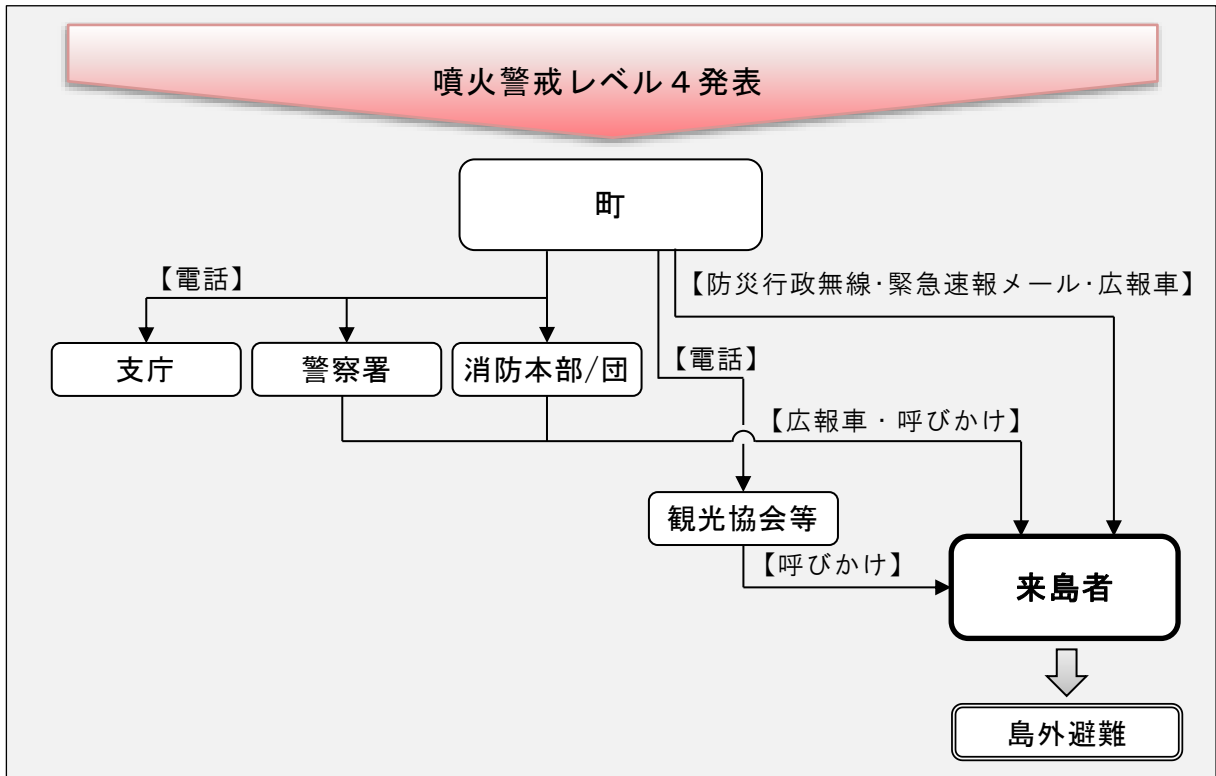 噴火警戒レベル４発表
町
【電話】
【防災行政無線･緊急速報メール･広報車】
支庁
警察署
消防本部/団
【電話】
【広報車・呼びかけ】
観光協会等
【呼びかけ】
来島者
島外避難